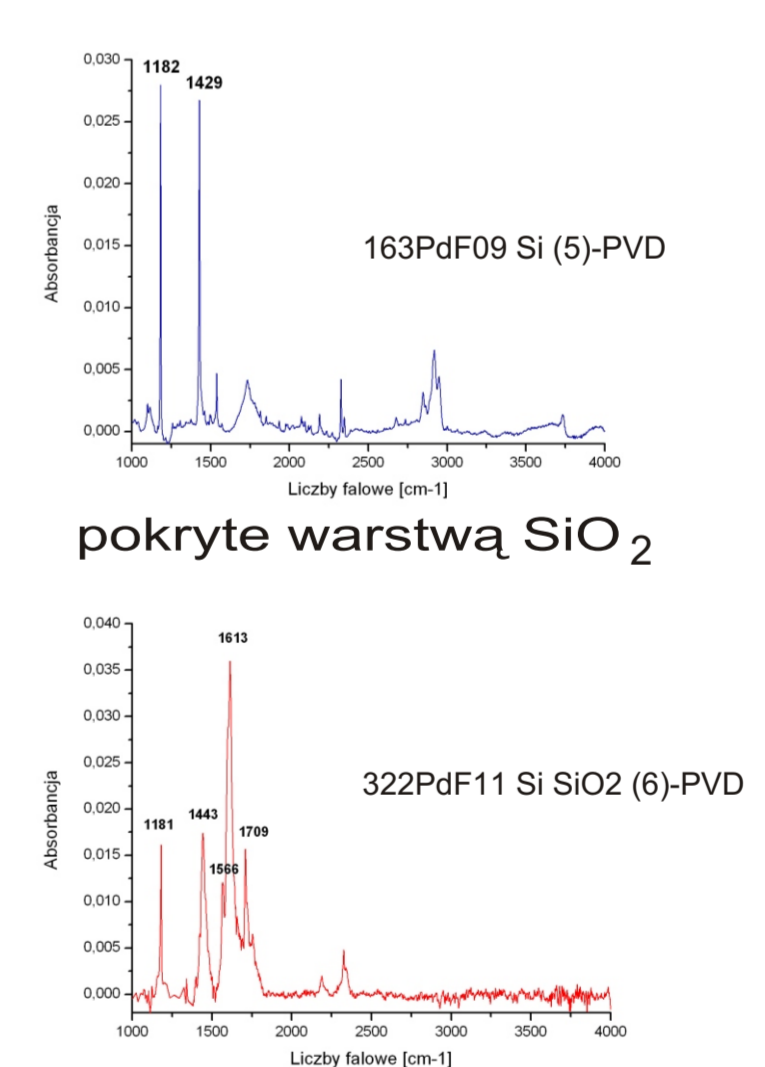 0,030
1182
1429
0,025
0,020
0,015
163PdF09 Si (5)-PVD
0,010
0,005
0,000
Absorbancja
1000 1500 2000 2500 3000 3500 4000
Liczby falowe [cm-1]
pokryte warstwą SiO 2
0,040
1613
0,035
0,030
0,025
322PdF11 Si SiO2 (6)-PVD
0,020
1181 1443 1709
0,015
1566
0,010
0,005
0,000
Absorbancja
1000 1500 2000 2500 3000 3500 4000
Liczby falowe [cm-1]